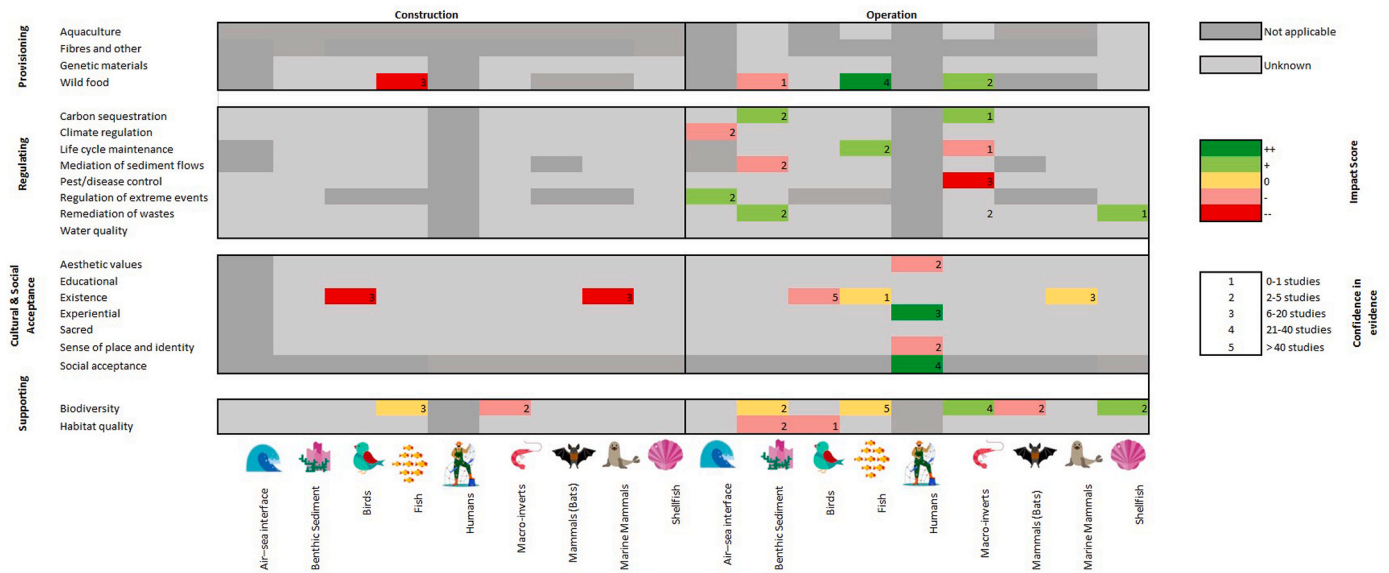 Construction Operation
Provisioning
Aquaculture
Fibres and other
Genetic materials
Wild food 3 1 4 2
Regulating
Carbon sequestration 2 1
Climate regulation 2
Life cycle maintenance 2 1
Mediation of sediment flows 2
Pest/disease control
Regulation of extreme events 2
Remediation of wastes 2 2 1
Water quality
Cultural & Social
Acceptance
Aesthetic values 2
Educational
Existence 3 3 5 1 3
Experiential 3
Sacred
Sense of place and identity 2
Social acceptance 4
Supporting
Biodiversity 3 2 2 5 4 2 2
Habitat quality 2 1
Air–sea interface
Benthic Sediment
Birds
Fish
Humans
Macro-inverts
Mammals (Bats)
Marine Mammals
Shellfish
Air–sea interface
Benthic Sediment
Birds
Fish
Humans
Macro-inverts
Mammals (Bats)
Marine Mammals
Shellfish
Not applicable
Unknown
++
+
0
-
--
Impact Score
1 0-1 studies
2 2-5 studies
3 6-20 studies
4 21-40 studies
5 >40 studies
Confidence in
evidence